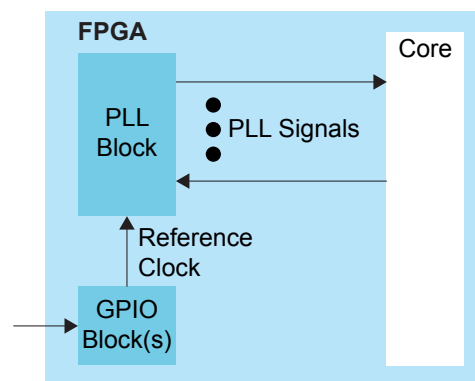 FPGA
Core
PLL
Block
PLL Signals
Reference
Clock
GPIO
Block(s)